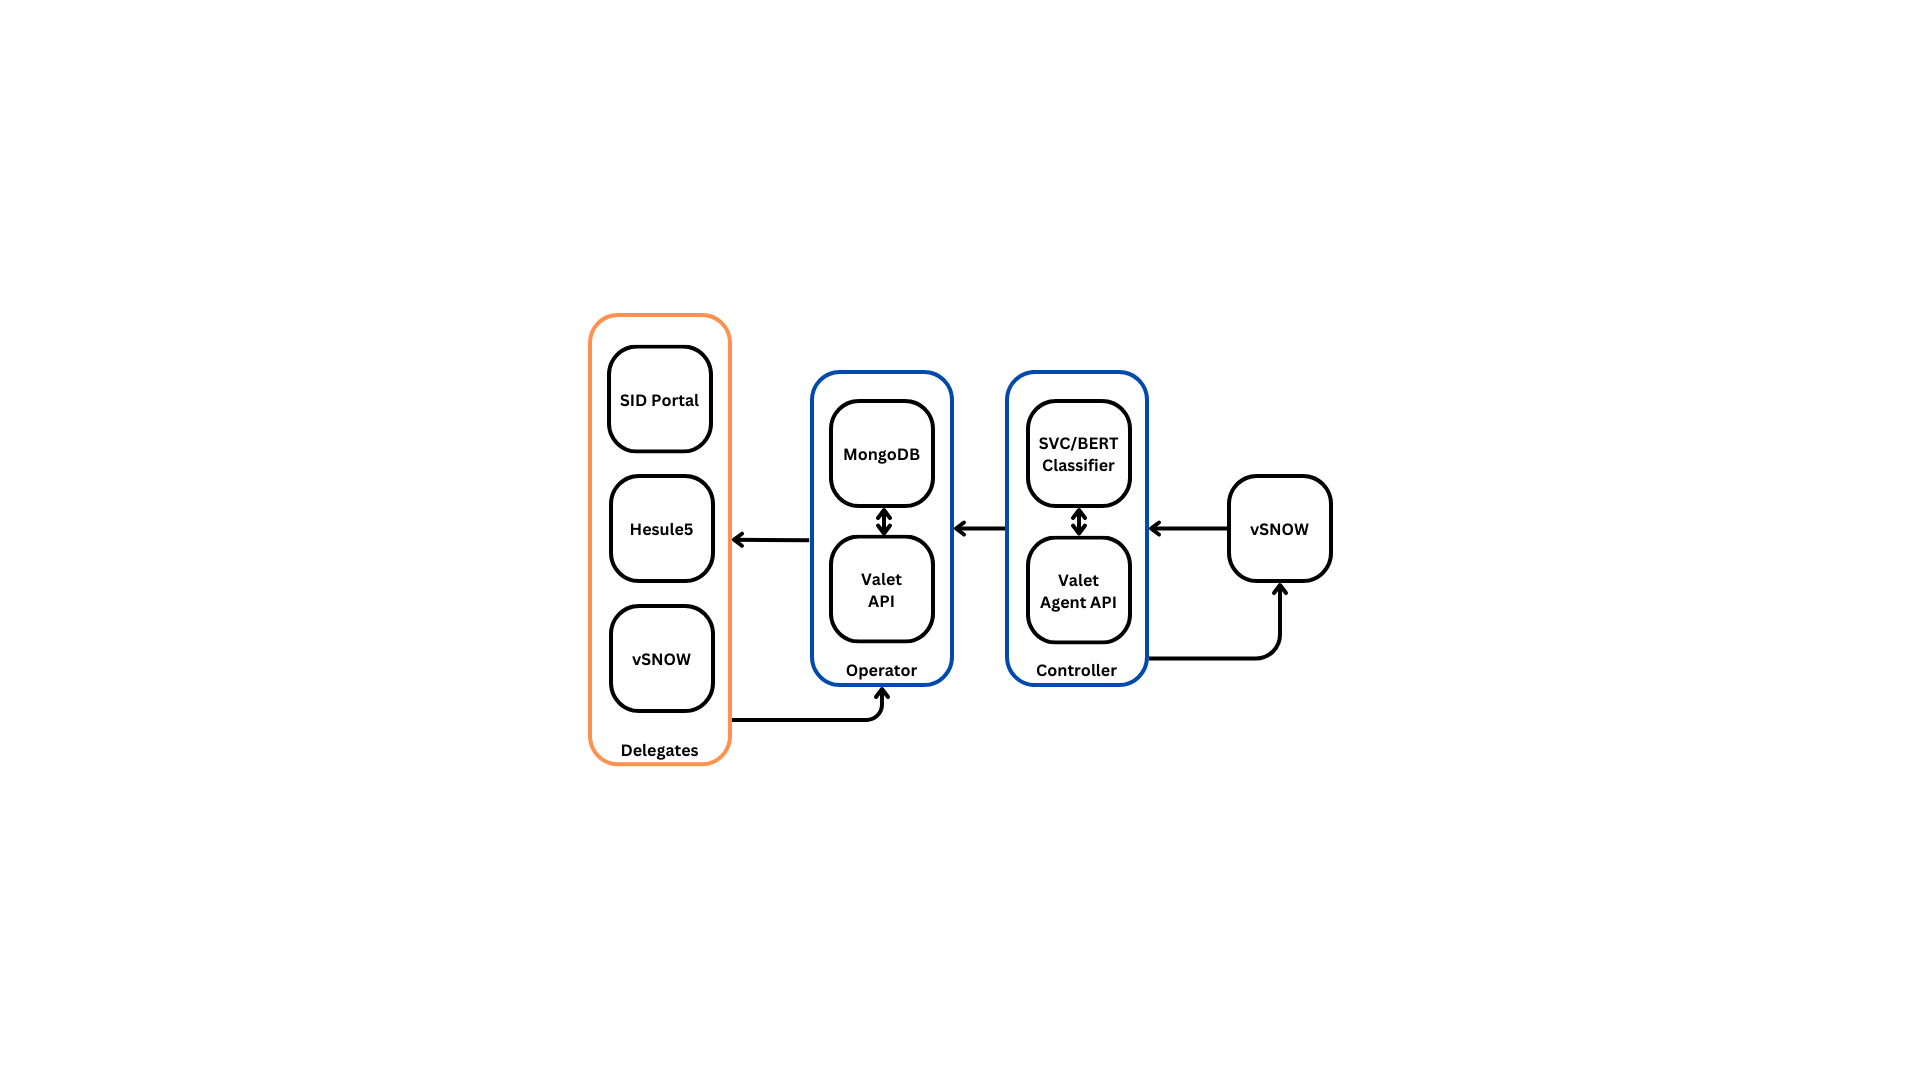 SID Portal
Hesule5
vSNOW
Delegates
MongoDB
Valet
API
Operator
SVC/BERT
Classifier
Valet
Agent API
Controller
vSNOW